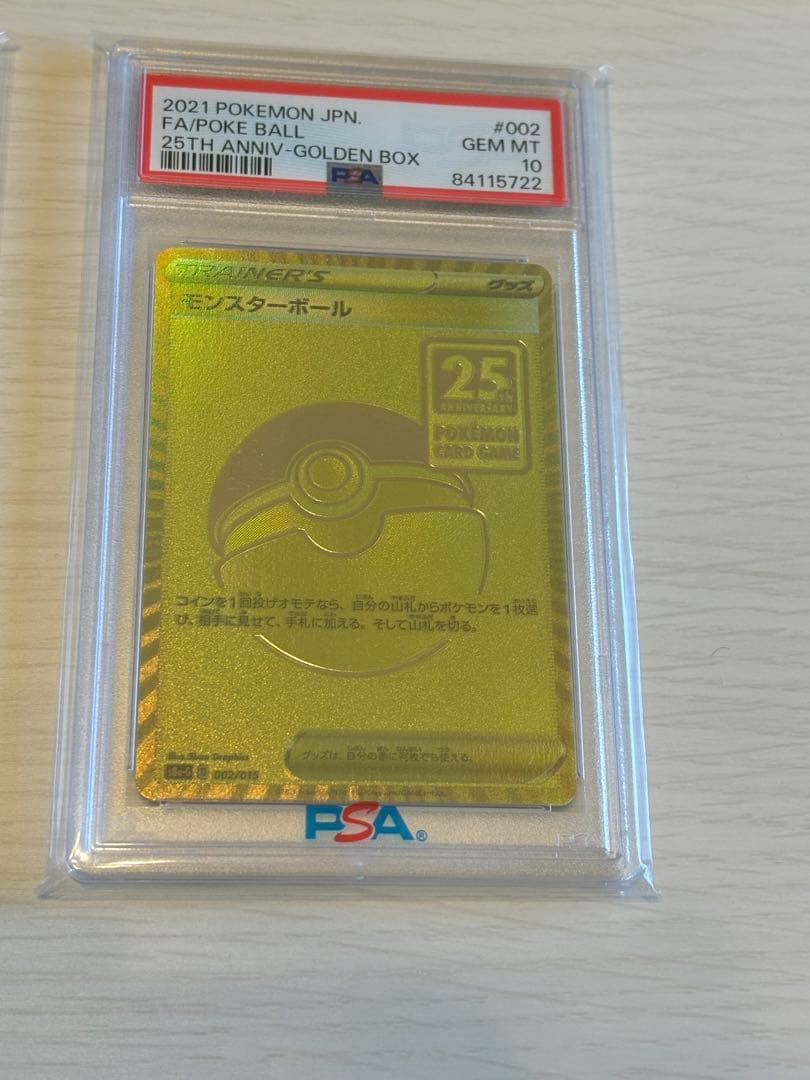 2021 POKEMON JPN. #002
FA/POKE BALL GEM MT
25TH ANNIV-GOLDEN BOX 10
84115722
PSA
TRAINER'S グッズ
モンスターボール
25th
ANNIVERSARY
POKÉMON
CARD GAME
コインを1回投げオモテなら、自分の山札からポケモンを1枚選
び、相手に見せて、手札に加える。そして山札を切る。
グッズは、自分の番に何枚でも使える。
002/015
PSA®